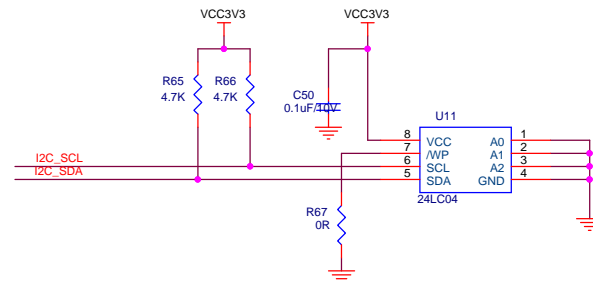 VCC3V3
VCC3V3
R65
4.7K
R66
4.7K
C50
0.1uF/10V
U11
8 VCC A0 1
7 /WP A1 2
6 SCL A2 3
5 SDA GND 4
24LC04
I2C_SCL
I2C_SDA
R67
0R